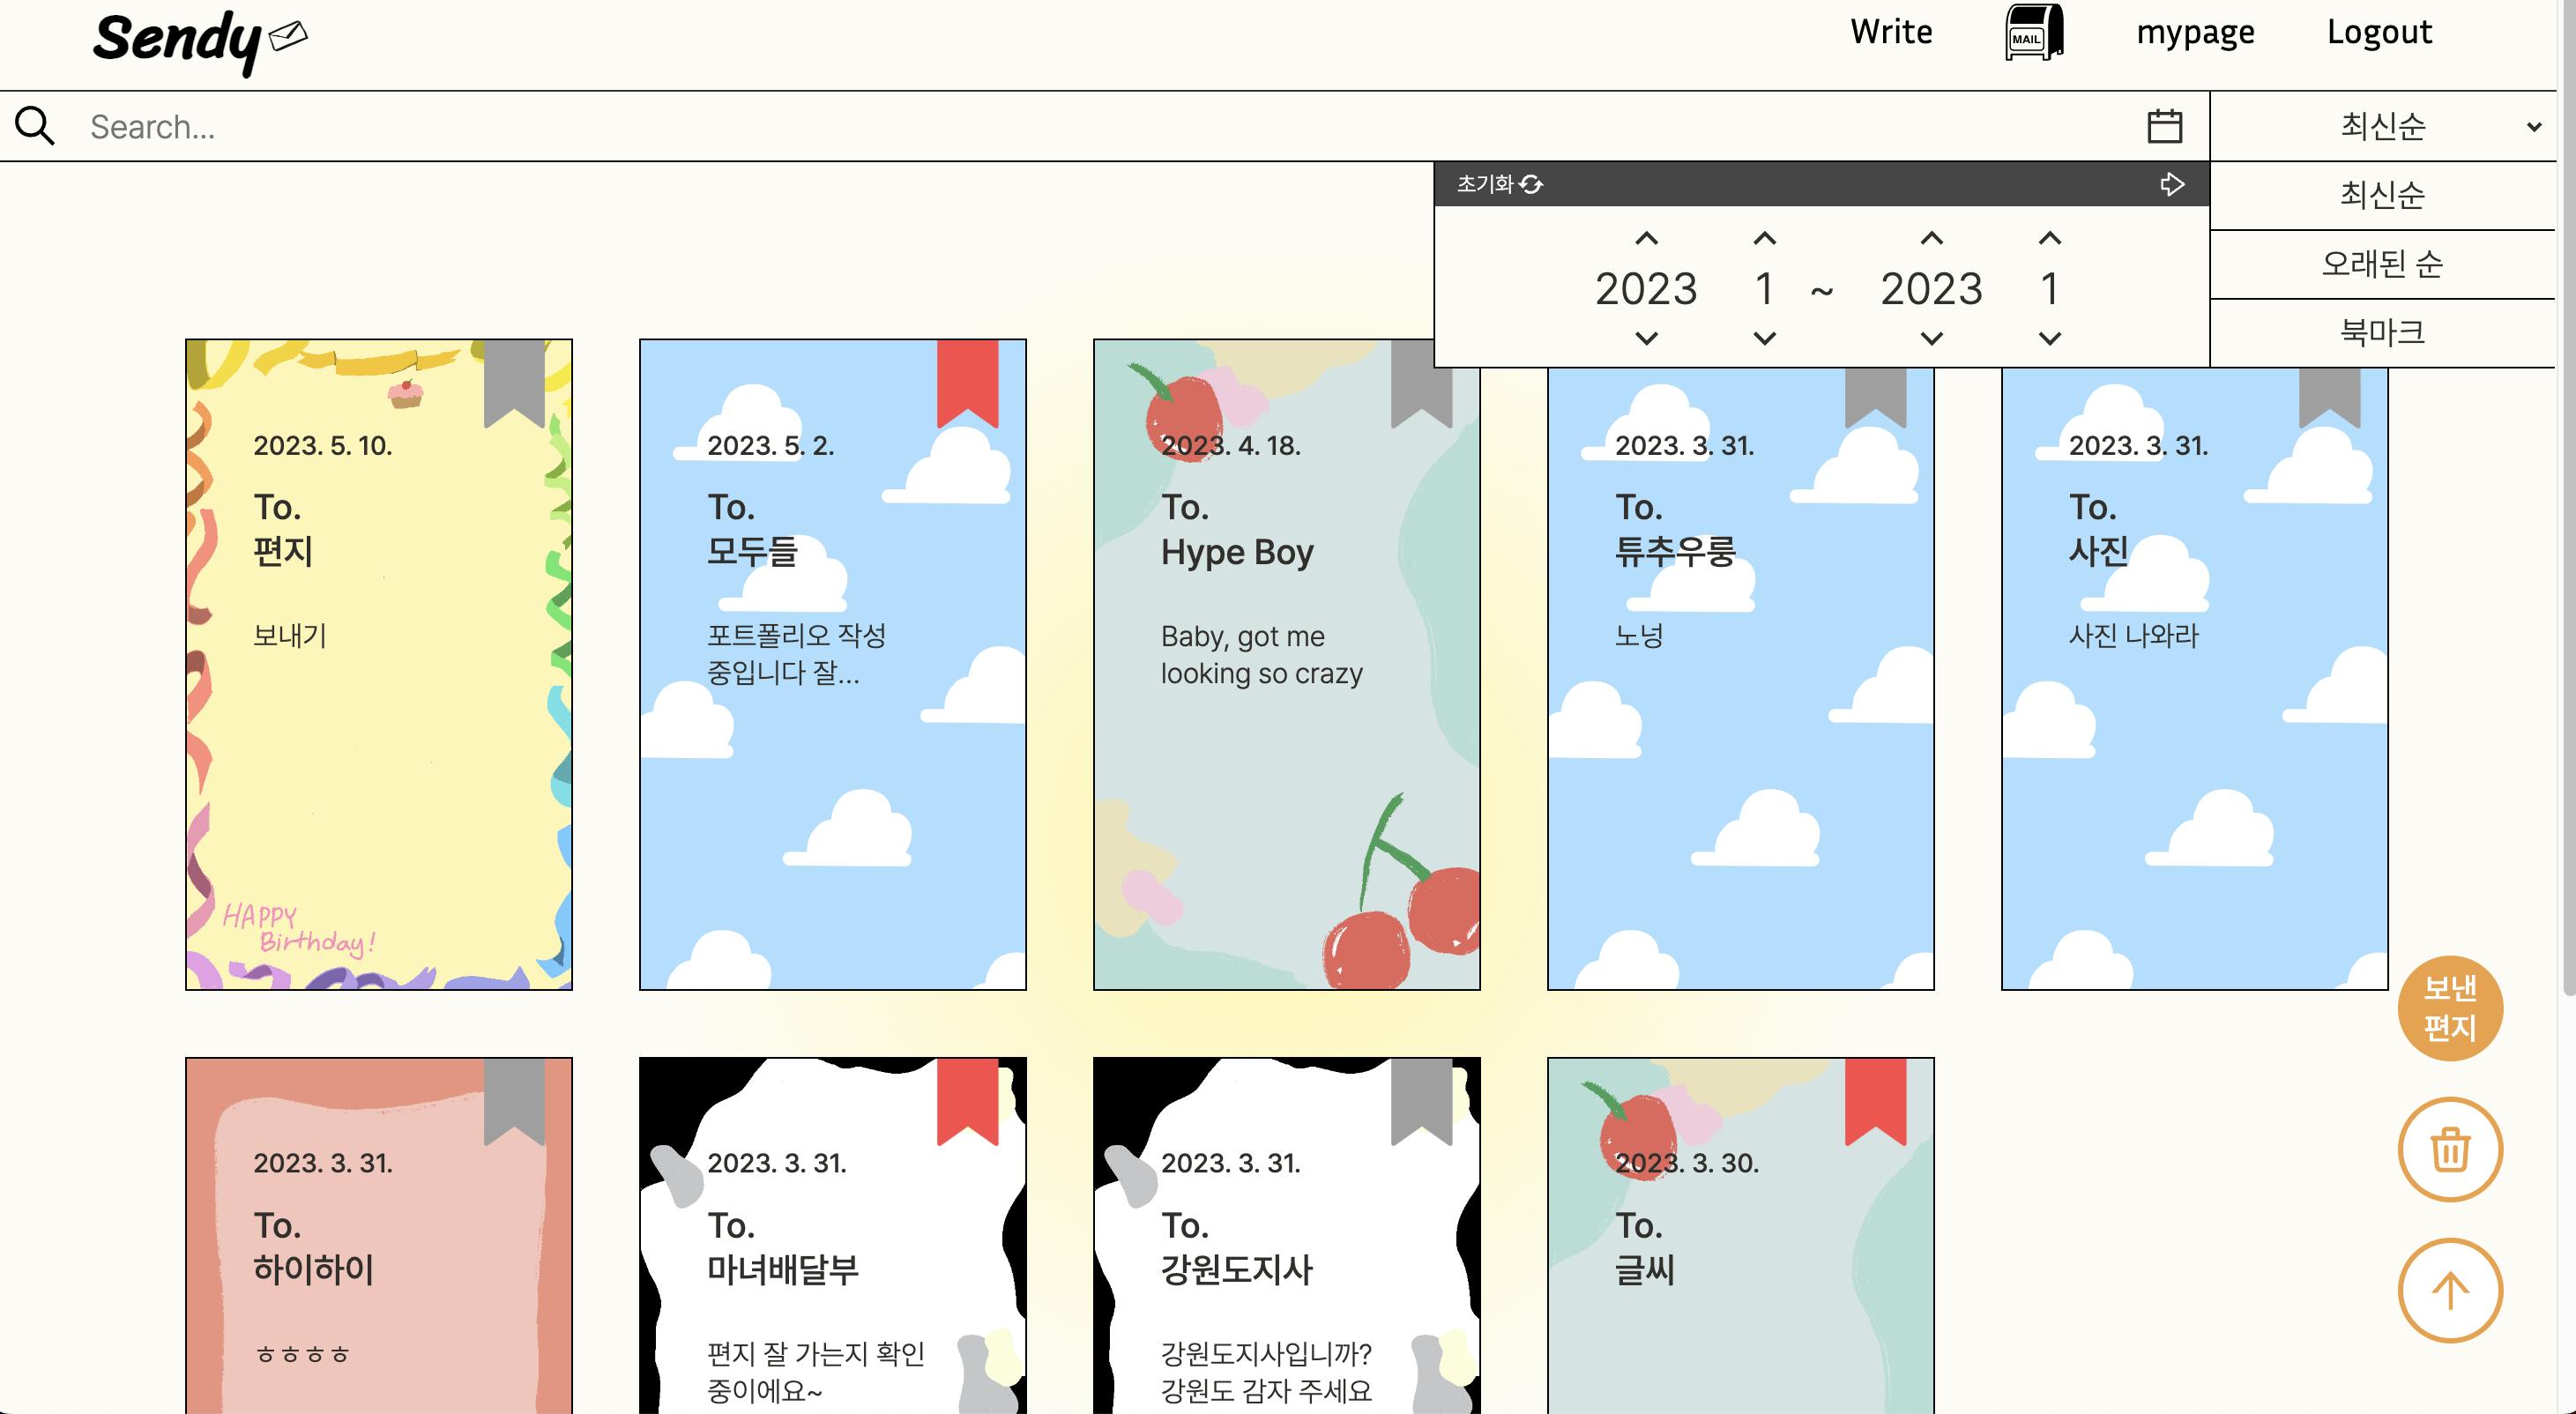 Sendy
Write
MAIL
mypage
Logout
Search...
최신순
초기화
최신순
오래된 순
북마크
2023 1 ~ 2023 1
2023. 5. 10.
To.
편지
보내기
HAPPY
Birthday!
2023. 5. 2.
To.
모두들
포트폴리오 작성
중입니다 잘...
2023. 4. 18.
To.
Hype Boy
Baby, got me
looking so crazy
2023. 3. 31.
To.
튜추우룽
노넝
2023. 3. 31.
To.
사진
사진 나와라
보낸
편지
2023. 3. 31.
To.
하이하이
ㅎㅎㅎㅎ
2023. 3. 31.
To.
마녀배달부
편지 잘 가는지 확인
중이에요~
2023. 3. 31.
To.
강원도지사
강원도지사입니까?
강원도 감자 주세요
2023. 3. 30.
To.
글씨